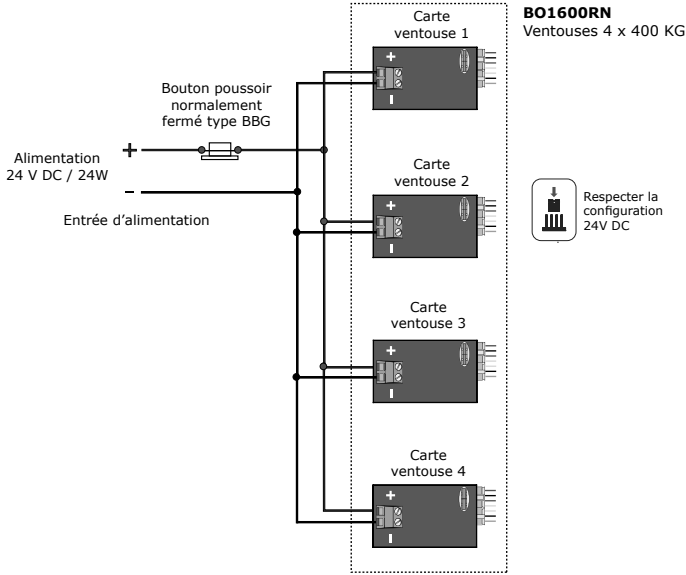 Carte
ventouse 1
BO1600RN
Ventouses 4 x 400 KG
+
Bouton poussoir
normalement
fermé type BBG
+
Alimentation
24 V DC / 24W
-
Entrée d’alimentation
Carte
ventouse 2
+
Respecter la
configuration
24V DC
Carte
ventouse 3
+
Carte
ventouse 4
+